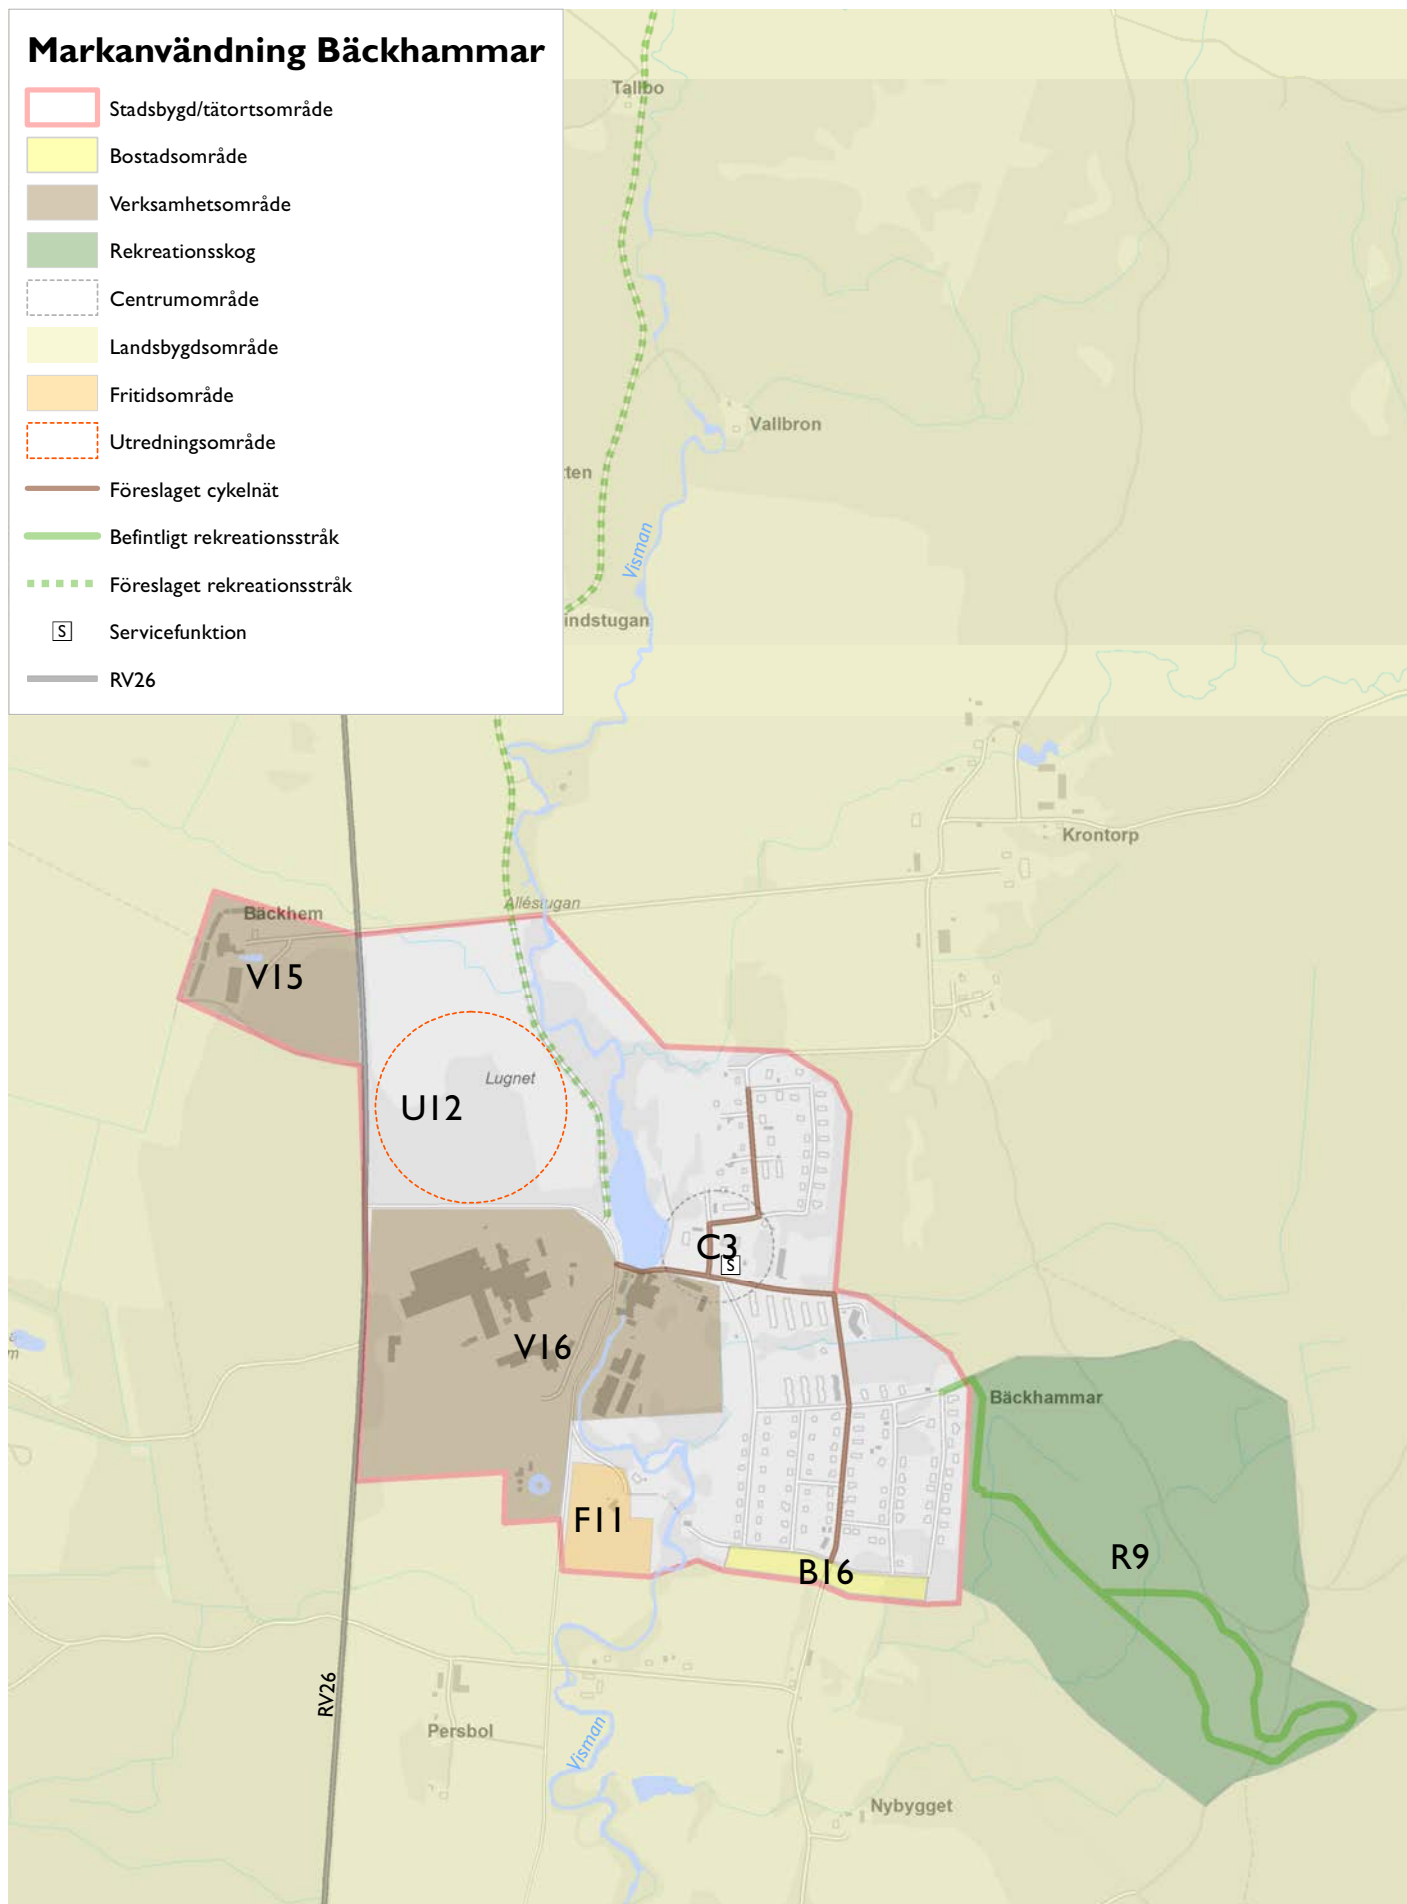 Markanvändning Bäckhammar
Stadsbygd/tätortsområde
Bostadsområde
Verksamhetsområde
Rekreationsskog
Centrumområde
Landsbygdsområde
Fritidsområde
Utredningsområde
Föreslaget cykelnät
Befintligt rekreationsstråk
Föreslaget rekreationsstråk
S Servicefunktion
RV26
Tallbo
Vallbron
tten
Visman
indstugan
Krontorp
Alléstugan
Bäckhem
V15
Lugnet
U12
C3
S
V16
Bäckhammar
F11
B16
R9
RV26
Persbol
Visman
Nybygget